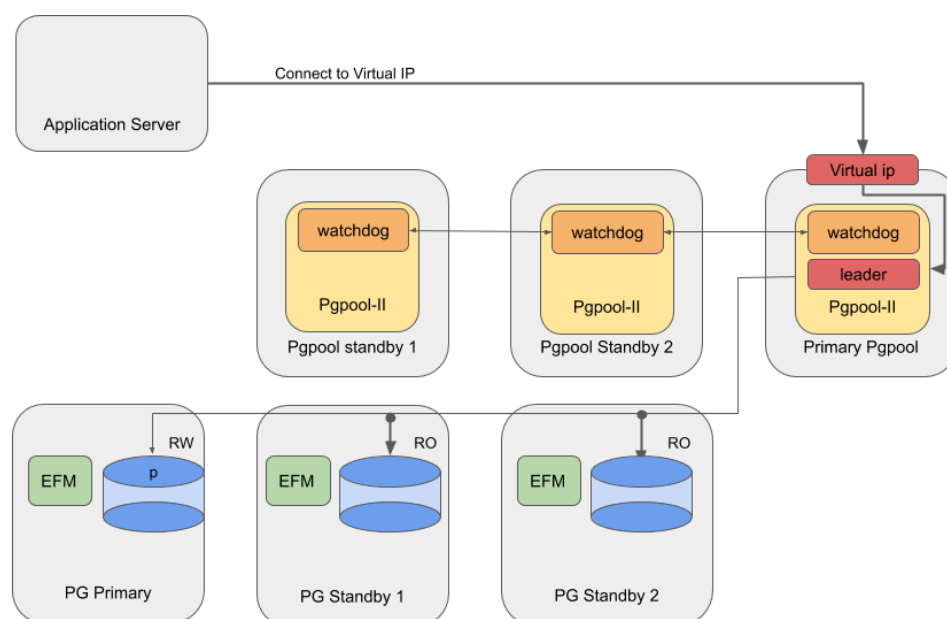 Connect to Virtual IP
Application Server
Virtual ip
watchdog
watchdog
watchdog
leader
Pgpool-II
Pgpool-II
Pgpool-II
Pgpool standby 1
Pgpool Standby 2
Primary Pgpool
RW
RO
RO
EFM
p
EFM
EFM
PG Primary
PG Standby 1
PG Standby 2